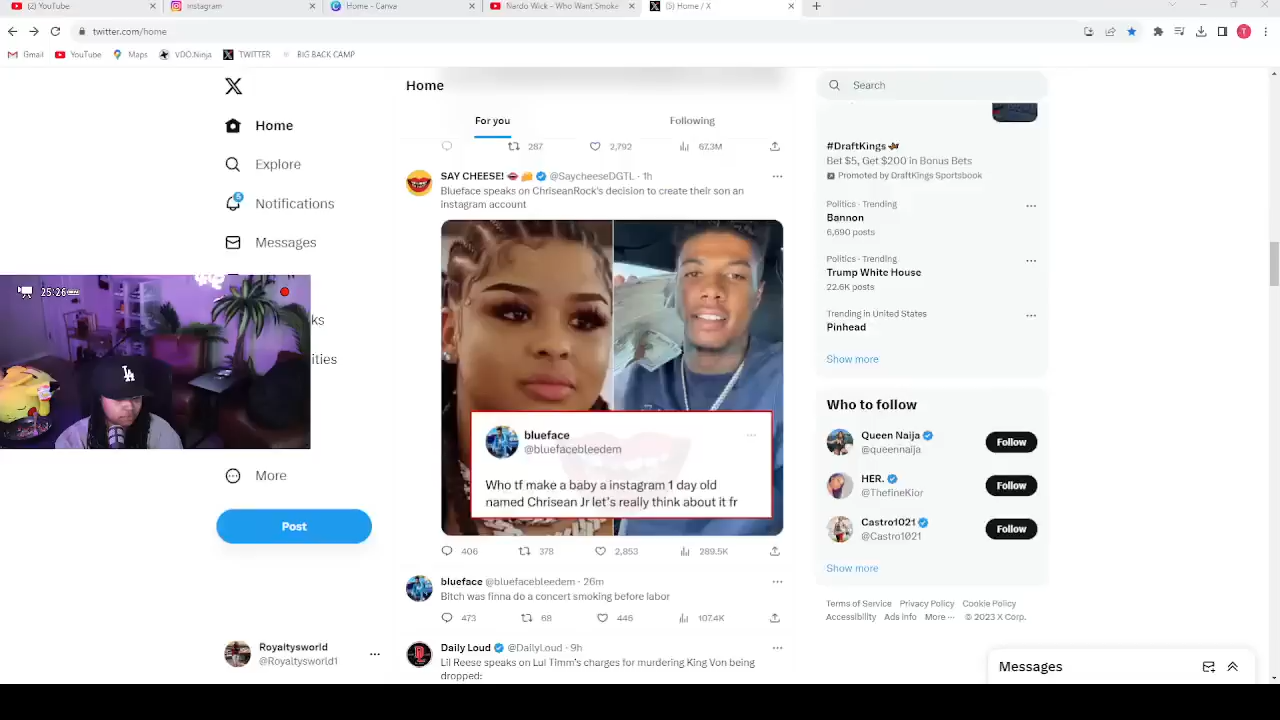 (2) YouTube
Instagram
Home - Canva
Nardo Wick - Who Want Smoke
(5) Home / X
twitter.com/home
Gmail
YouTube
Maps
VDO.Ninja
TWITTER
BIG BACK CAMP
Home
Explore
5
Notifications
Messages
25:26
LA
ks
ities
More
Post
Royaltysworld
@Royaltysworld1
Home
For you
Following
287
2,792
67.3M
SAY CHEESE! 👄🧀 @SaycheeseDGTL · 1h
Blueface speaks on ChriseanRock's decision to create their son an
instagram account
blueface
@bluefacebleedem
Who tf make a baby a instagram 1 day old
named Chrisean Jr let's really think about it fr
406
378
2,853
289.5K
blueface @bluefacebleedem · 26m
Bitch was finna do a concert smoking before labor
473
68
446
107.4K
Daily Loud @DailyLoud · 9h
Lil Reese speaks on Lul Timm's charges for murdering King Von being
dropped:
Search
#DraftKings
Bet $5, Get $200 in Bonus Bets
Promoted by DraftKings Sportsbook
Politics · Trending
Bannon
6,690 posts
Politics · Trending
Trump White House
22.6K posts
Trending in United States
Pinhead
Show more
Who to follow
Queen Naija
@queennaija
Follow
HER.
@ThefineKior
Follow
Castro1021
@Castro1021
Follow
Show more
Terms of Service Privacy Policy Cookie Policy
Accessibility Ads info More ··· © 2023 X Corp.
Messages